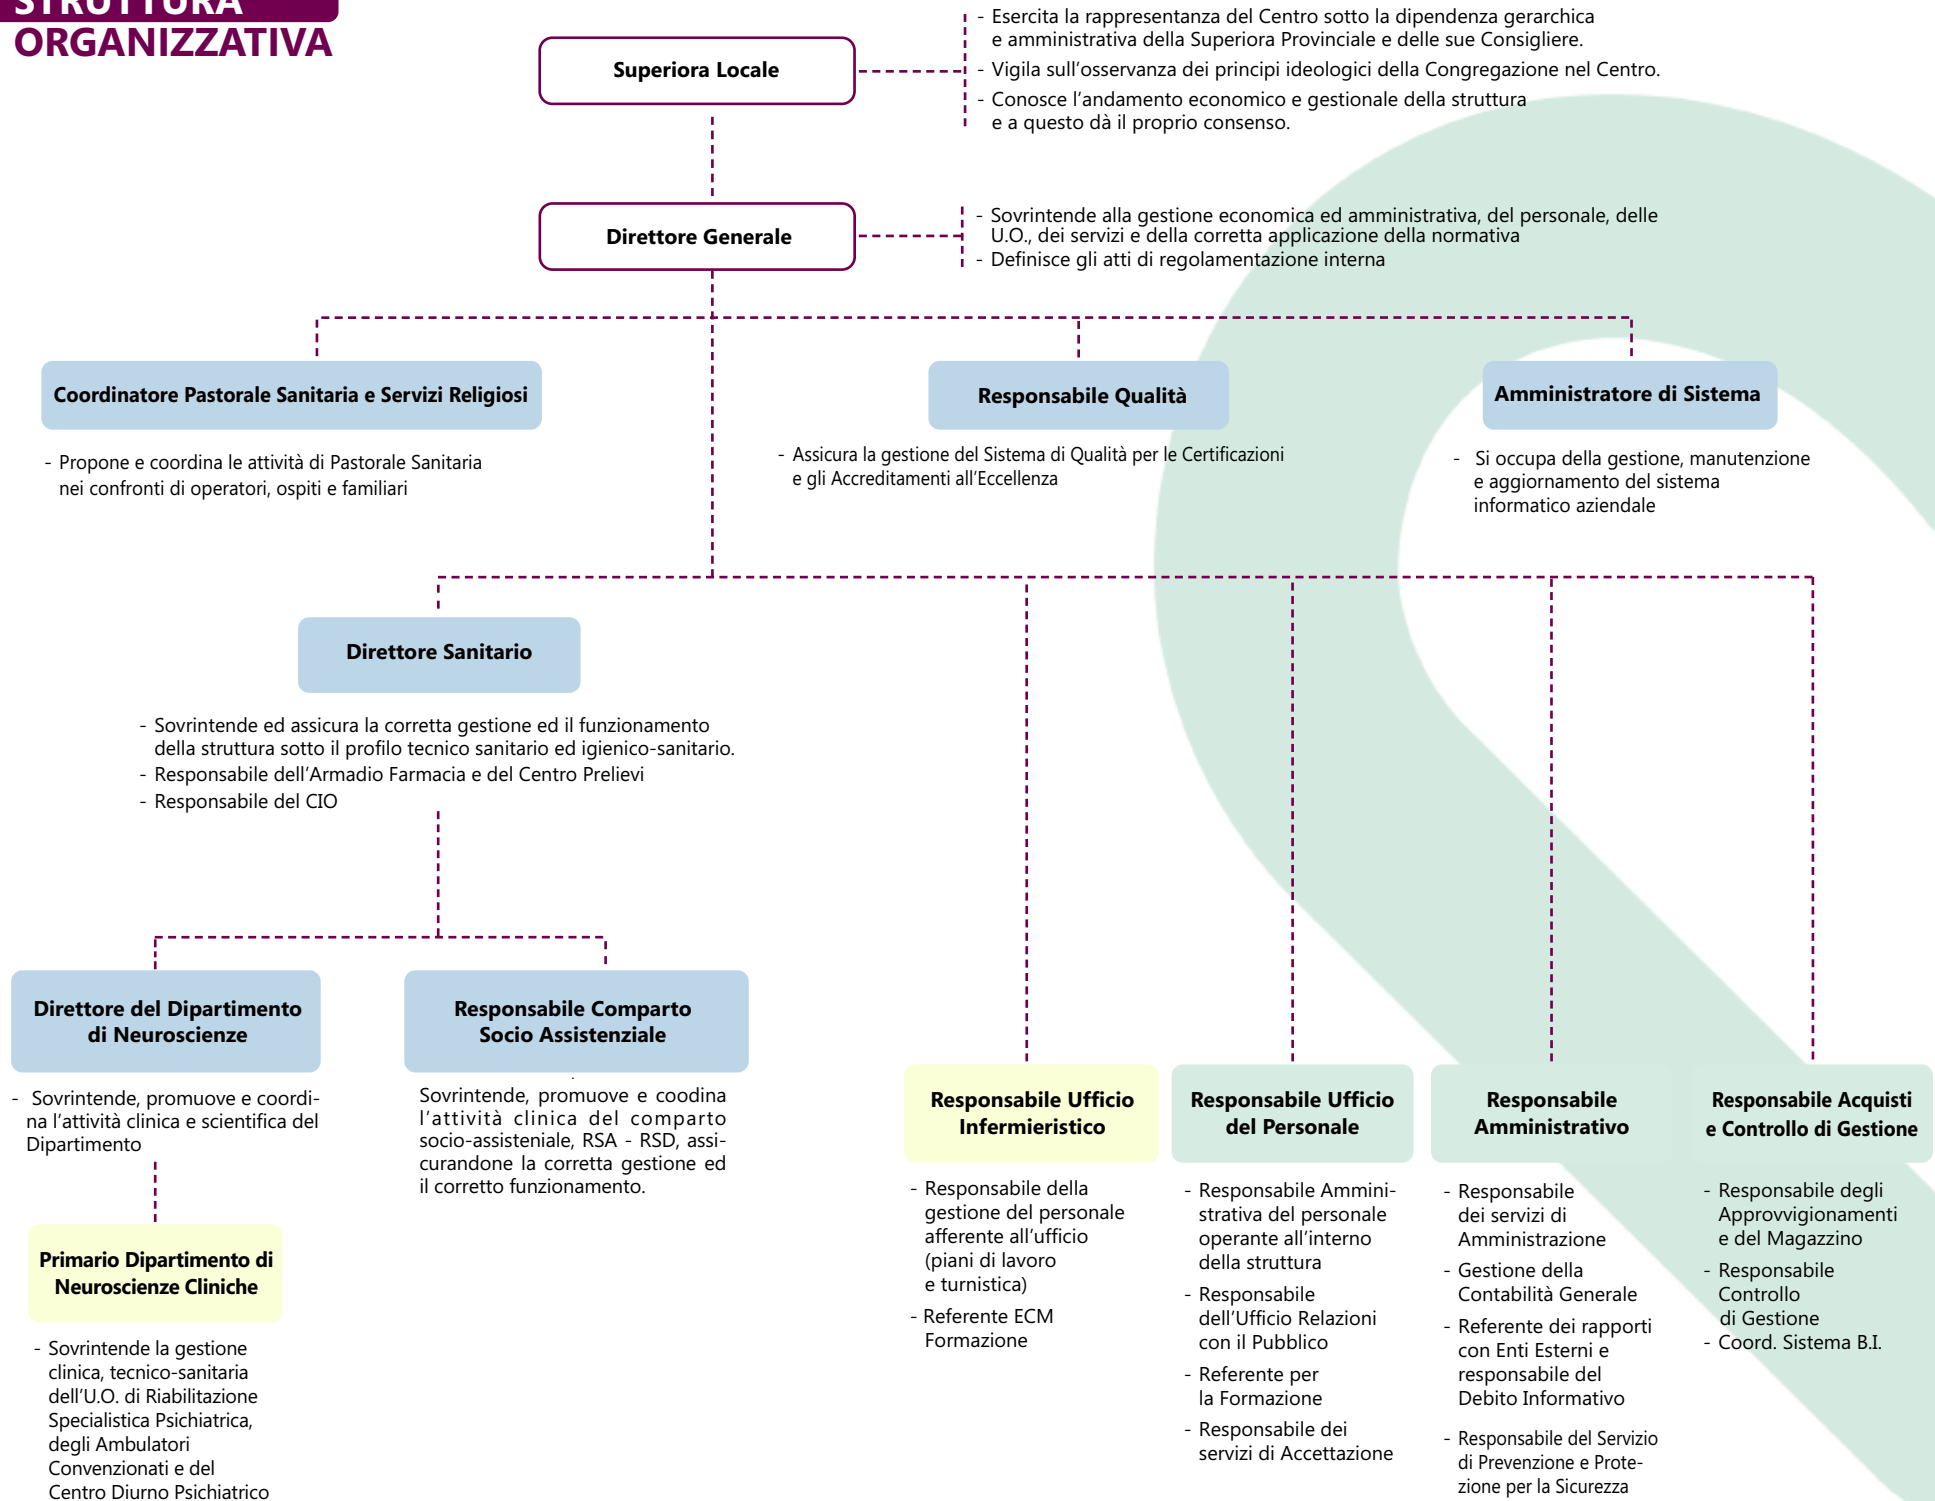 STRUTTURA
ORGANIZZATIVA
Superiora Locale
- Esercita la rappresentanza del Centro sotto la dipendenza gerarchica
e amministrativa della Superiora Provinciale e delle sue Consigliere.
- Vigila sull'osservanza dei principi ideologici della Congregazione nel Centro.
- Conosce l'andamento economico e gestionale della struttura
e a questo dà il proprio consenso.
Direttore Generale
- Sovrintende alla gestione economica ed amministrativa, del personale, delle
U.O., dei servizi e della corretta applicazione della normativa
- Definisce gli atti di regolamentazione interna
Coordinatore Pastorale Sanitaria e Servizi Religiosi
- Propone e coordina le attività di Pastorale Sanitaria
nei confronti di operatori, ospiti e familiari
Responsabile Qualità
- Assicura la gestione del Sistema di Qualità per le Certificazioni
e gli Accreditamenti all'Eccellenza
Amministratore di Sistema
- Si occupa della gestione, manutenzione
e aggiornamento del sistema
informatico aziendale
Direttore Sanitario
- Sovrintende ed assicura la corretta gestione ed il funzionamento
della struttura sotto il profilo tecnico sanitario ed igienico-sanitario.
- Responsabile dell'Armadio Farmacia e del Centro Prelievi
- Responsabile del CIO
Direttore del Dipartimento
di Neuroscienze
- Sovrintende, promuove e coordi-
na l'attività clinica e scientifica del
Dipartimento
Responsabile Comparto
Socio Assistenziale
Sovrintende, promuove e coodina
l'attività clinica del comparto
socio-assisteniale, RSA - RSD, assi-
curandone la corretta gestione ed
il corretto funzionamento.
Primario Dipartimento di
Neuroscienze Cliniche
- Sovrintende la gestione
clinica, tecnico-sanitaria
dell'U.O. di Riabilitazione
Specialistica Psichiatrica,
degli Ambulatori
Convenzionati e del
Centro Diurno Psichiatrico
Responsabile Ufficio
Infermieristico
- Responsabile della
gestione del personale
afferente all'ufficio
(piani di lavoro
e turnistica)
- Referente ECM
Formazione
Responsabile Ufficio
del Personale
- Responsabile Ammini-
strativa del personale
operante all'interno
della struttura
- Responsabile
dell'Ufficio Relazioni
con il Pubblico
- Referente per
la Formazione
- Responsabile dei
servizi di Accettazione
Responsabile
Amministrativo
- Responsabile
dei servizi di
Amministrazione
- Gestione della
Contabilità Generale
- Referente dei rapporti
con Enti Esterni e
responsabile del
Debito Informativo
- Responsabile del Servizio
di Prevenzione e Prote-
zione per la Sicurezza
Responsabile Acquisti
e Controllo di Gestione
- Responsabile degli
Approvvigionamenti
e del Magazzino
- Responsabile
Controllo
di Gestione
- Coord. Sistema B.I.